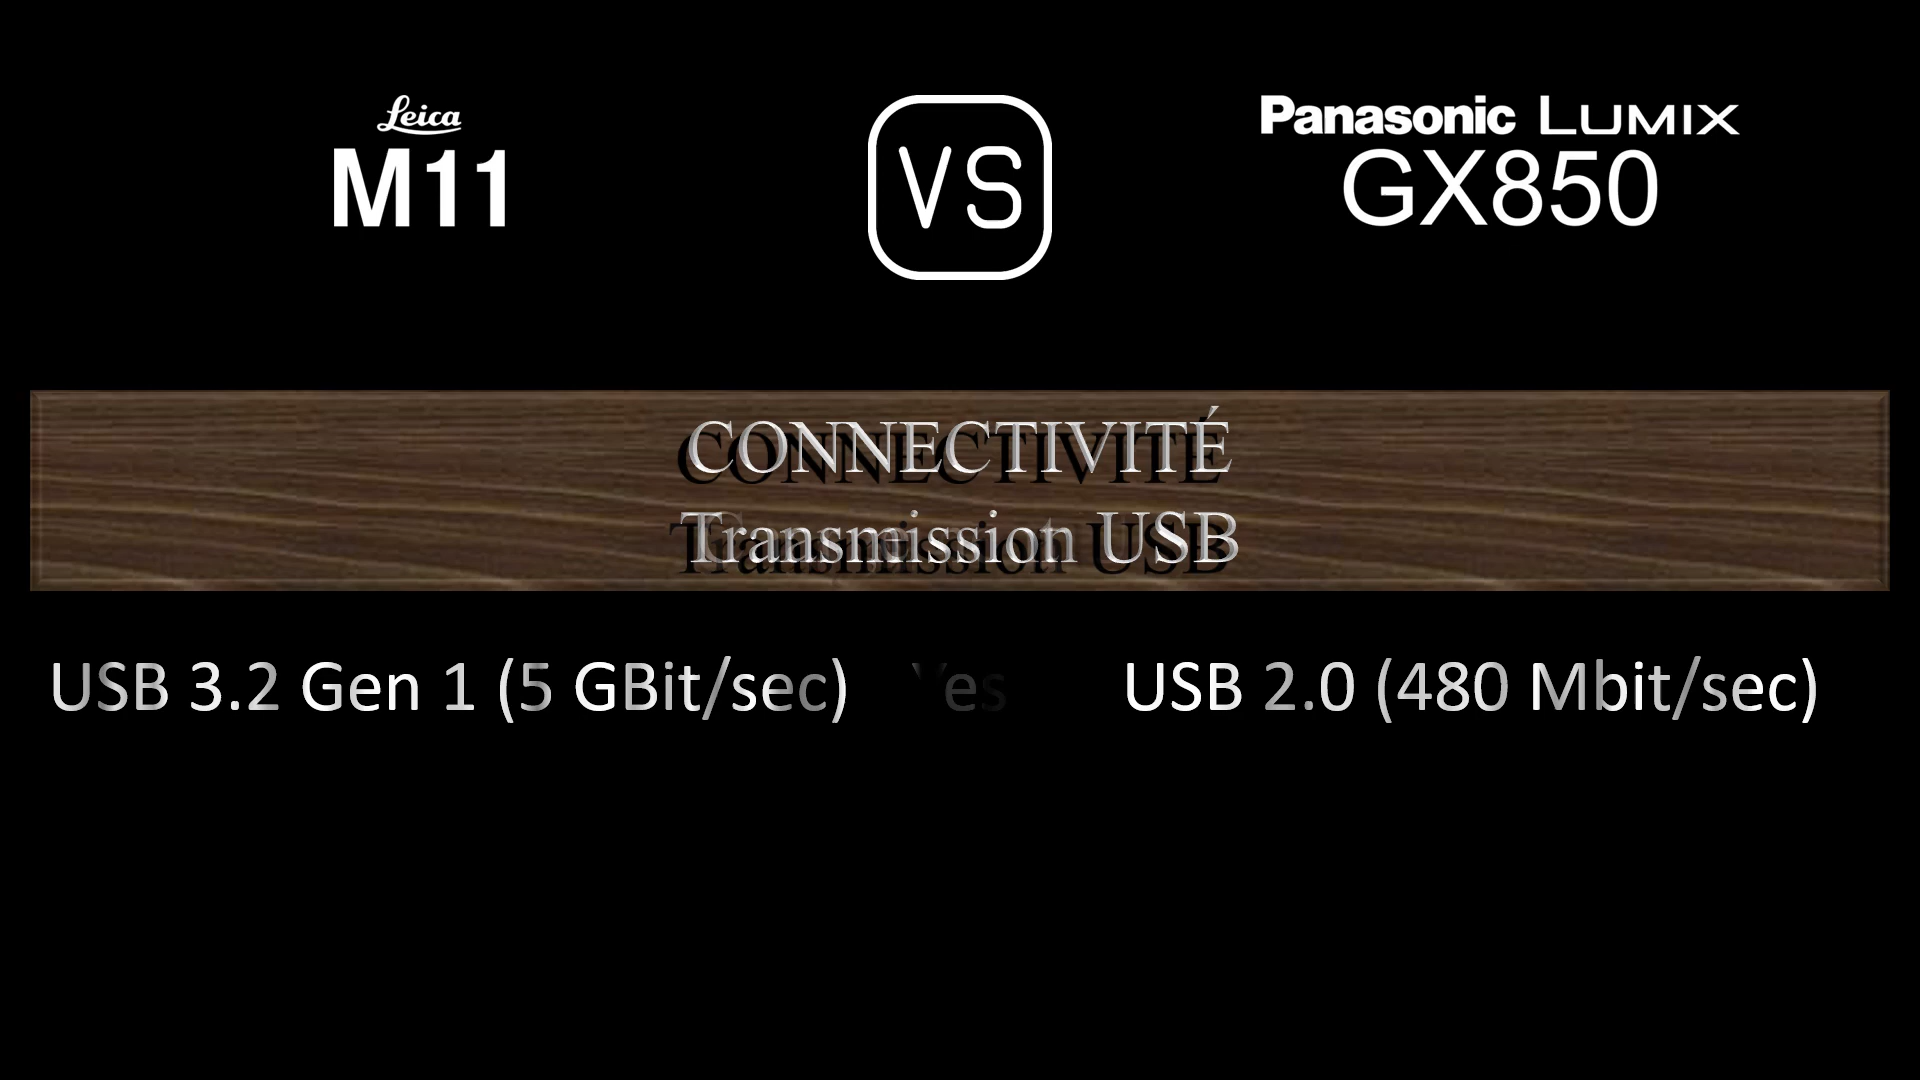 Leica
M11
VS
Panasonic LUMIX
GX850
CONNECTIVITÉ
Transmission USB
USB 3.2 Gen 1 (5 GBit/sec)
Yes
USB 2.0 (480 Mbit/sec)